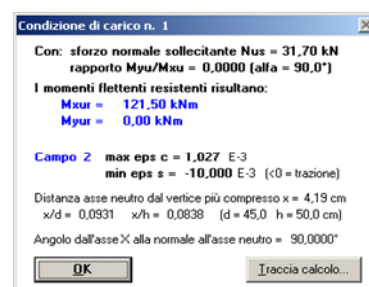 Condizione di carico n. 1
Con: sforzo normale sollecitante Nus = 31,70 kN
rapporto Myu/Mxu = 0,0000 (alfa = 90,0°)
I momenti flettenti resistenti risultano:
Mxur = 121,50 kNm
Myur = 0,00 kNm
Campo 2 max eps c = 1,027 E-3
min eps s = -10,000 E-3 (<0 = trazione)
Distanza asse neutro dal vertice più compresso x = 4,19 cm
x/d = 0,0931 x/h = 0,0838 (d = 45,0 h = 50,0 cm)
Angolo dall'asse X alla normale all'asse neutro = 90,0000°
OK Traccia calcolo...